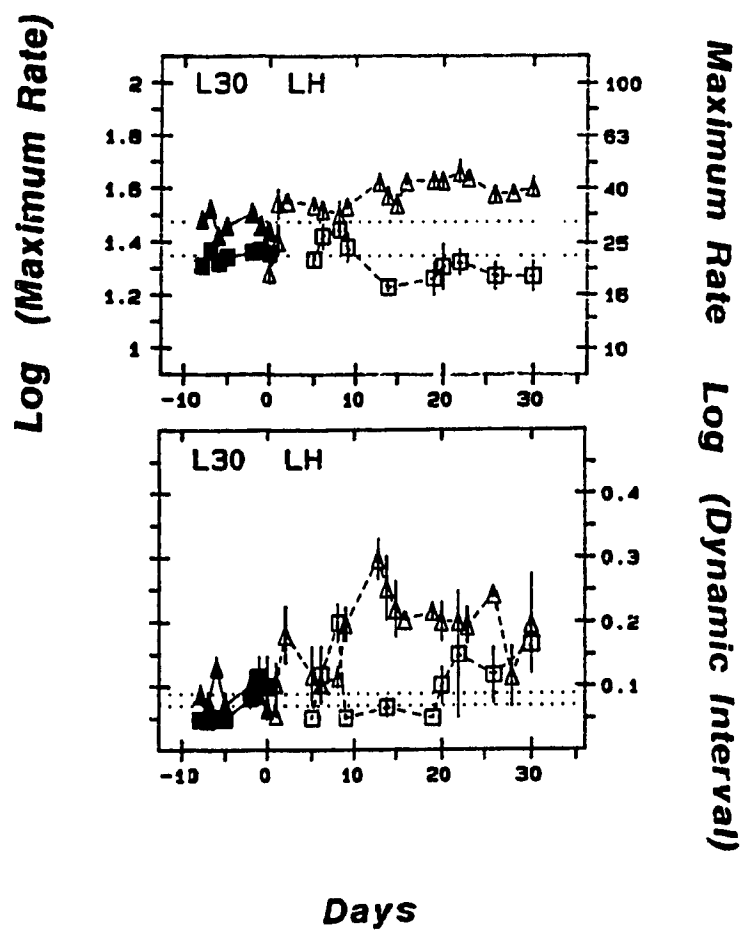 Log (Maximum Rate)
L30 LH
2
1.8
1.6
1.4
1.2
1
100
63
40
25
16
10
-10 0 10 20 30
Maximum Rate
L30 LH
0.4
0.3
0.2
0.1
-10 0 10 20 30
Log (Dynamic Interval)
Days